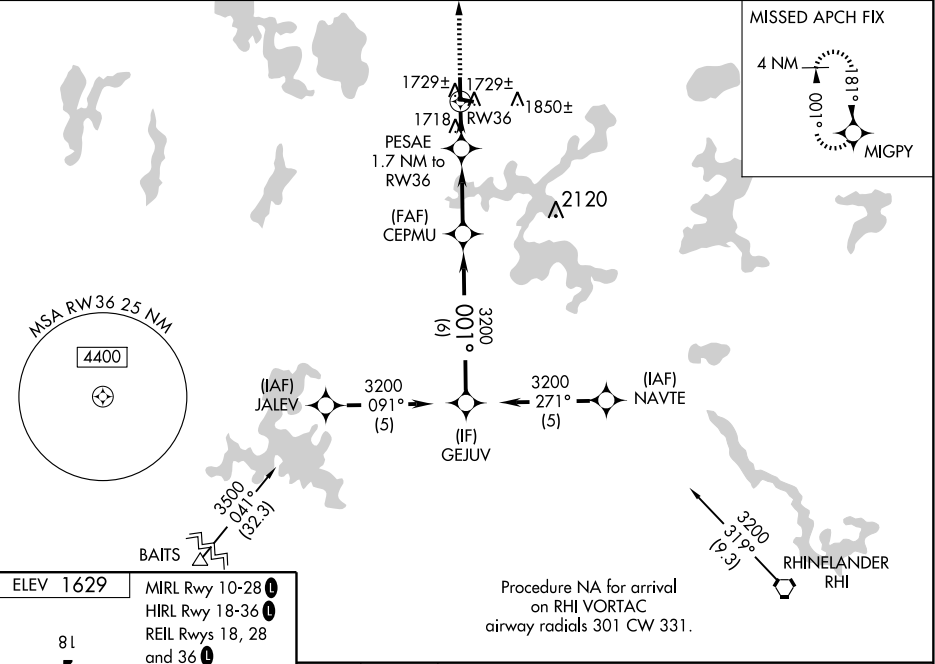 MISSED APCH FIX
4 NM
001°
181°
MIGPY
1729±
1729±
1850±
1718
RW36
PESAE
1.7 NM to
RW36
2120
(FAF)
CEPMU
3200
001°
(6)
MSA RW36 25 NM
4400
(IAF)
JALEV
3200
091°
(5)
3200
271°
(5)
(IAF)
NAVTE
(IF)
GEJUV
3500
041°
(32.3)
BAITS
3200
319°
(9.3)
RHINELANDER
RHI
Procedure NA for arrival
on RHI VORTAC
airway radials 301 CW 331.
ELEV 1629
MIRL Rwy 10-28 L
HIRL Rwy 18-36 L
REIL Rwys 18, 28
and 36 L
18